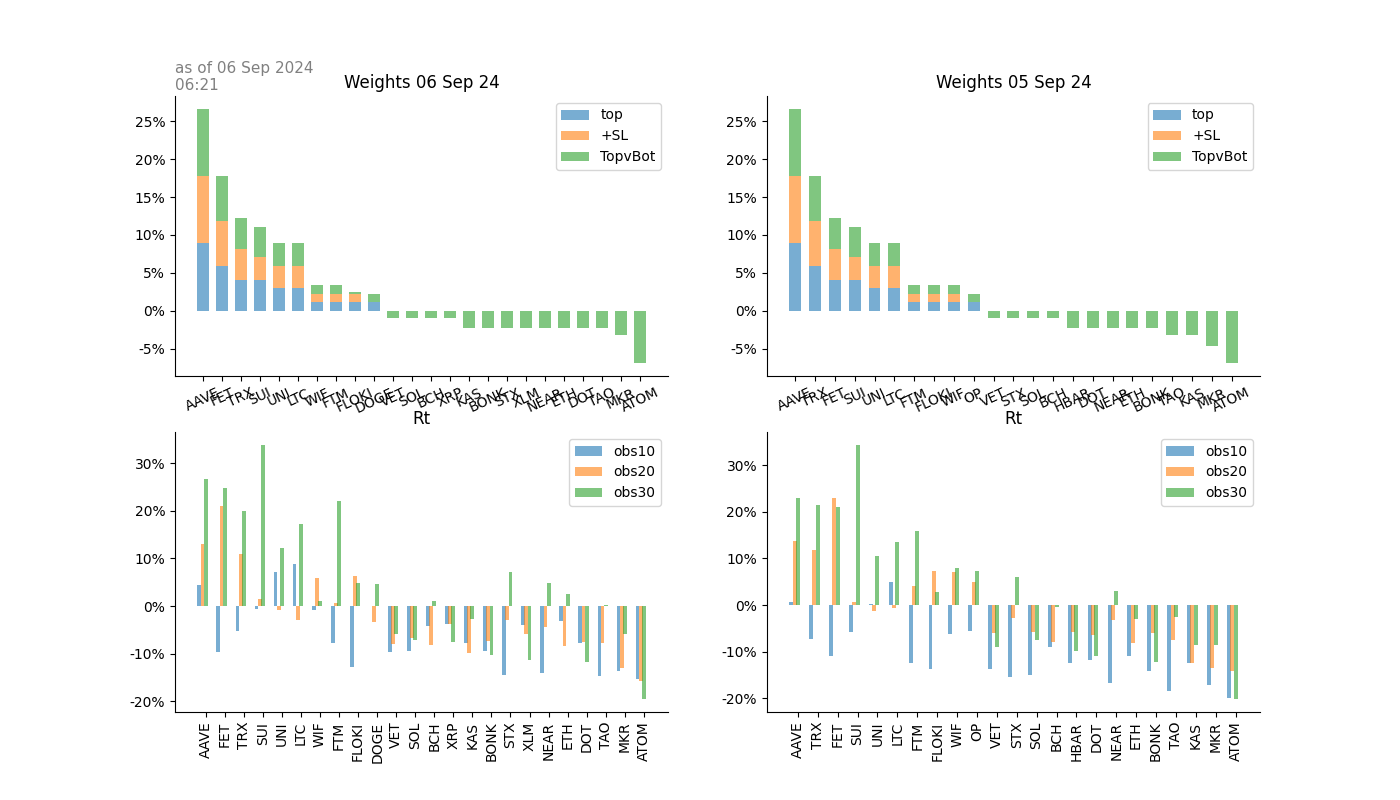 as of 06 Sep 2024
06:21
Weights 06 Sep 24
25%
20%
15%
10%
5%
0%
-5%
top
+SL
TopvBot
AAVE FET TRX SUI UNI LTC WIF FTM FLOKI DOGE VET SOL BCH XRP KAS BONK STX XLM NEAR ETH DOT TAO MKR ATOM
Weights 05 Sep 24
25%
20%
15%
10%
5%
0%
-5%
top
+SL
TopvBot
AAVE TRX FET SUI UNI LTC FTM FLOKI WIF OP VET STX SOL BCH HBAR DOT NEAR ETH BONK TAO KAS MKR ATOM
Rt
30%
20%
10%
0%
-10%
-20%
obs10
obs20
obs30
AAVE FET TRX SUI UNI LTC WIF FTM FLOKI DOGE VET SOL BCH XRP KAS BONK STX XLM NEAR ETH DOT TAO MKR ATOM
Rt
30%
20%
10%
0%
-10%
-20%
obs10
obs20
obs30
AAVE TRX FET SUI UNI LTC FTM FLOKI WIF OP VET STX SOL BCH HBAR DOT NEAR ETH BONK TAO KAS MKR ATOM